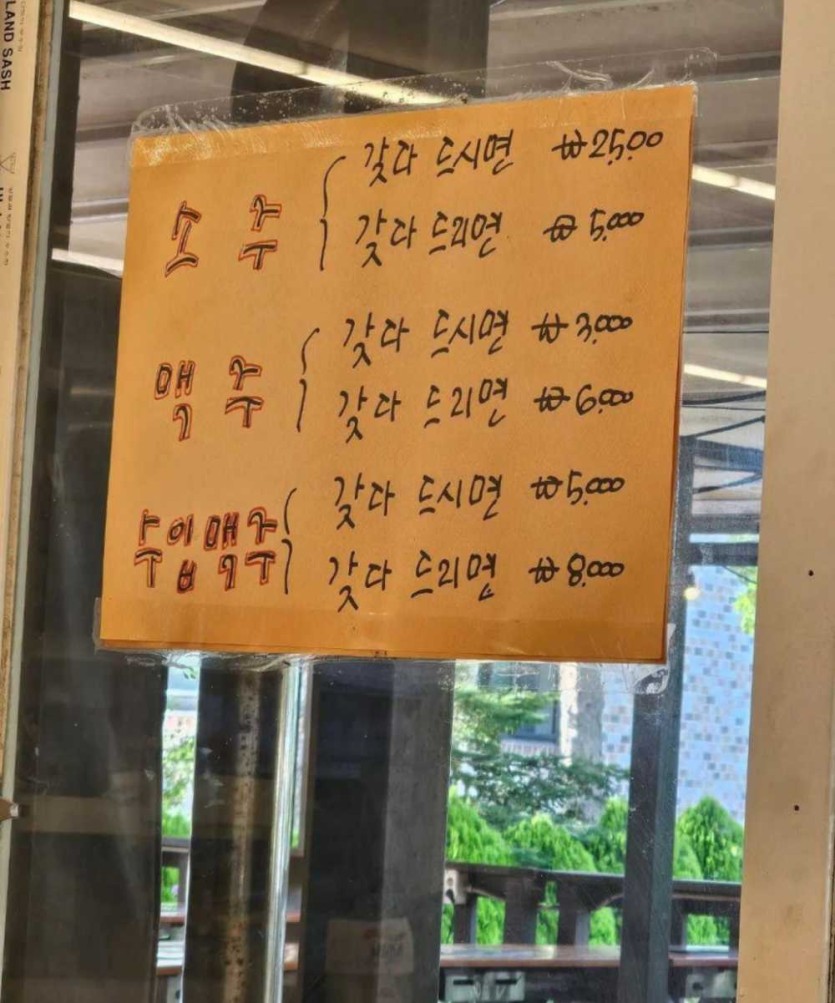 LAND SASH
소주
갖다 드시면 ₩2,500
갖다 드리면 ₩5,000
맥주
갖다 드시면 ₩3,000
갖다 드리면 ₩6,000
수입맥주
갖다 드시면 ₩5,000
갖다 드리면 ₩8,000